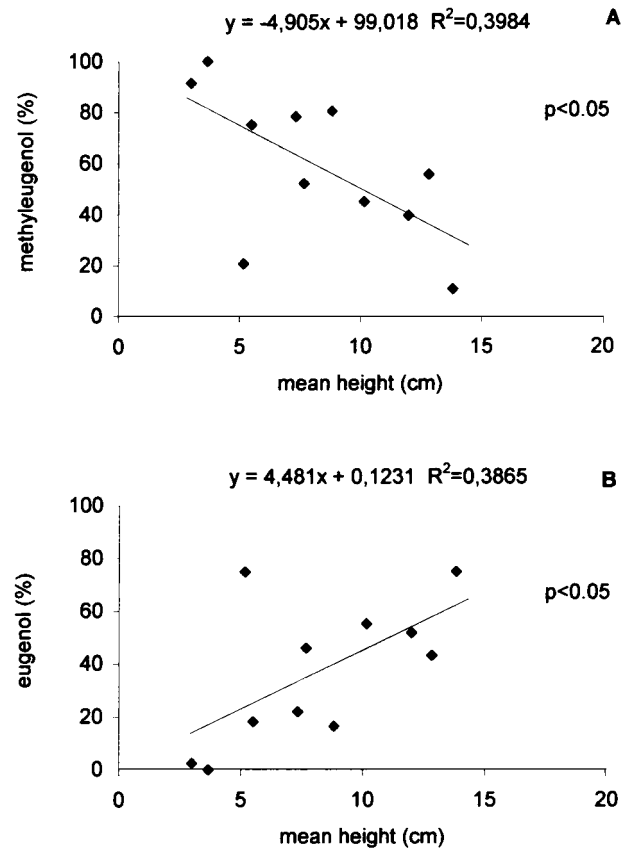 y = -4,905x + 99,018 R²=0,3984
A
100
80
60
40
20
0
methyleugenol (%)
p<0.05
0 5 10 15 20
mean height (cm)
y = 4,481x + 0,1231 R²=0,3865
B
100
80
60
40
20
0
eugenol (%)
p<0.05
0 5 10 15 20
mean height (cm)